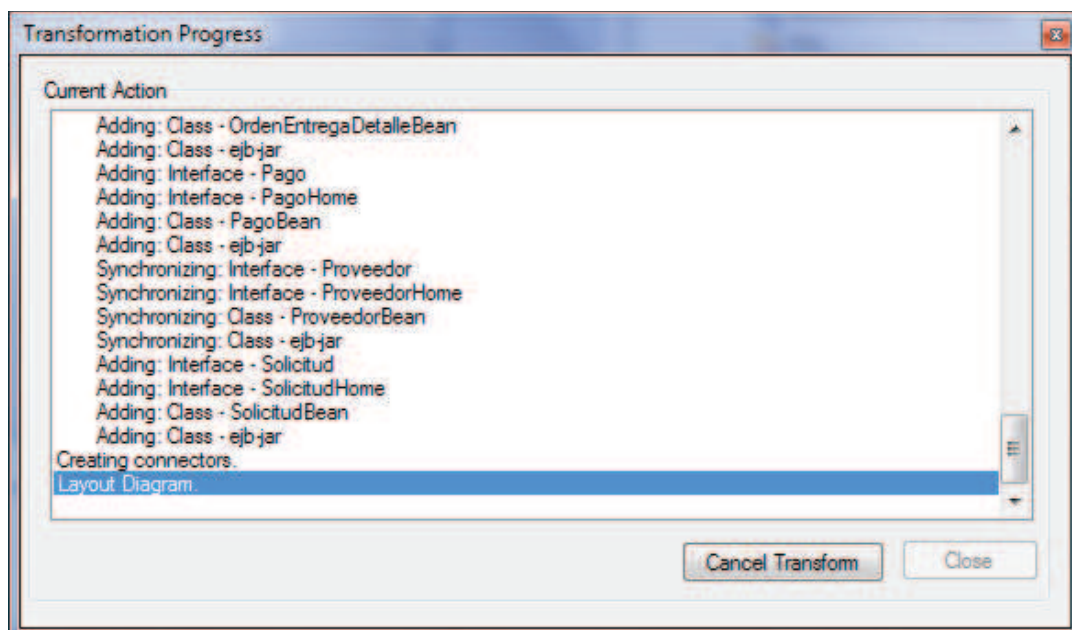 Transformation Progress
Current Action
Adding: Class - OrdenEntregaDetalleBean
Adding: Class - ejb-jar
Adding: Interface - Pago
Adding: Interface - PagoHome
Adding: Class - PagoBean
Adding: Class - ejb-jar
Synchronizing: Interface - Proveedor
Synchronizing: Interface - ProveedorHome
Synchronizing: Class - ProveedorBean
Synchronizing: Class - ejb-jar
Adding: Interface - Solicitud
Adding: Interface - SolicitudHome
Adding: Class - SolicitudBean
Adding: Class - ejb-jar
Creating connectors.
Layout Diagram.
Cancel Transform
Close